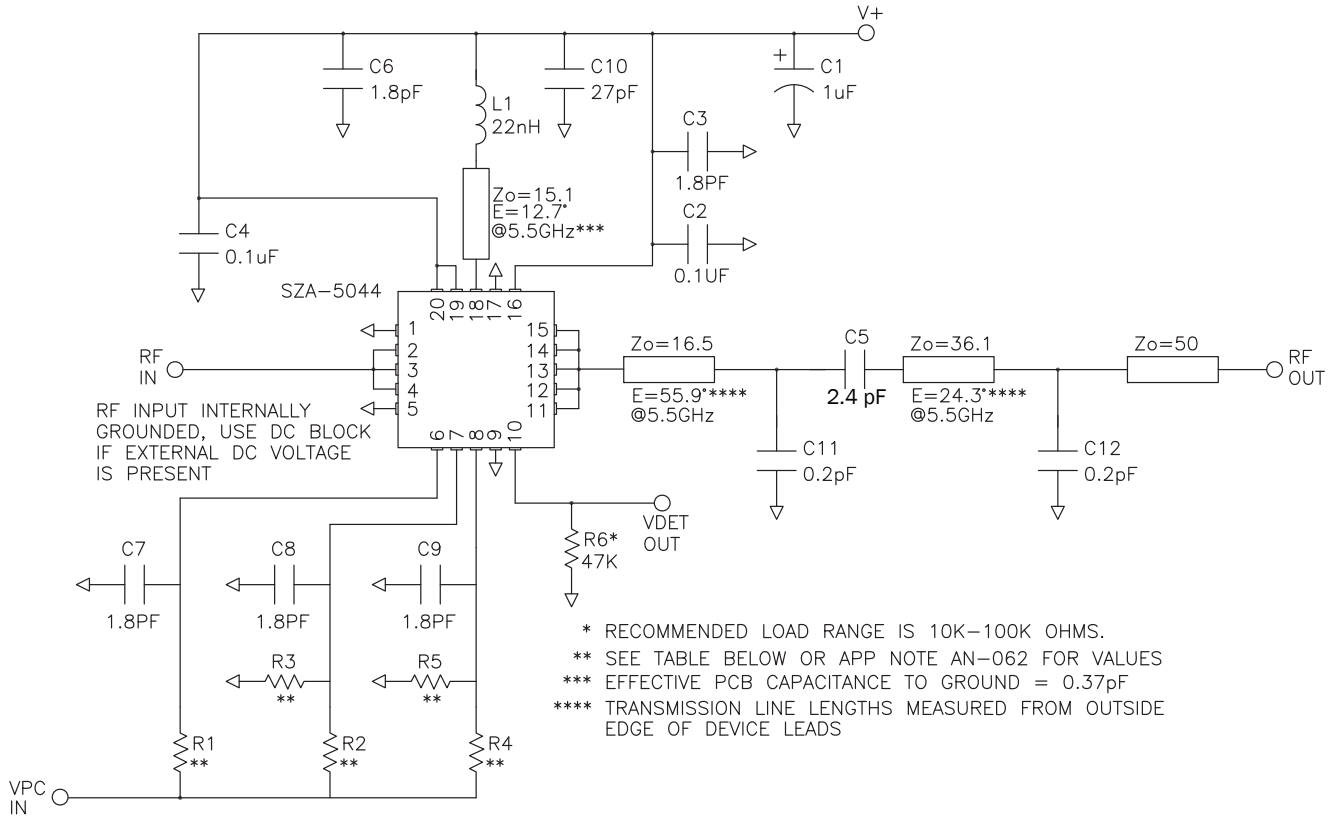 V+
C6
1.8pF
C10
27pF
+
C1
1uF
L1
22nH
C3
1.8PF
Zo=15.1
E=12.7°
@5.5GHz***
C4
0.1uF
C2
0.1UF
SZA-5044
20
19
18
17
16
1
2
3
4
5
15
14
13
12
11
6
7
8
9
10
RF
IN
RF INPUT INTERNALLY
GROUNDED, USE DC BLOCK
IF EXTERNAL DC VOLTAGE
IS PRESENT
Zo=16.5
E=55.9°****
@5.5GHz
C5
2.4 pF
Zo=36.1
E=24.3°****
@5.5GHz
Zo=50
RF
OUT
C11
0.2pF
C12
0.2pF
VDET
OUT
R6*
47K
C7
1.8PF
C8
1.8PF
C9
1.8PF
R3
**
R5
**
R1
**
R2
**
R4
**
VPC
IN
* RECOMMENDED LOAD RANGE IS 10K-100K OHMS.
** SEE TABLE BELOW OR APP NOTE AN-062 FOR VALUES
*** EFFECTIVE PCB CAPACITANCE TO GROUND = 0.37pF
**** TRANSMISSION LINE LENGTHS MEASURED FROM OUTSIDE
EDGE OF DEVICE LEADS